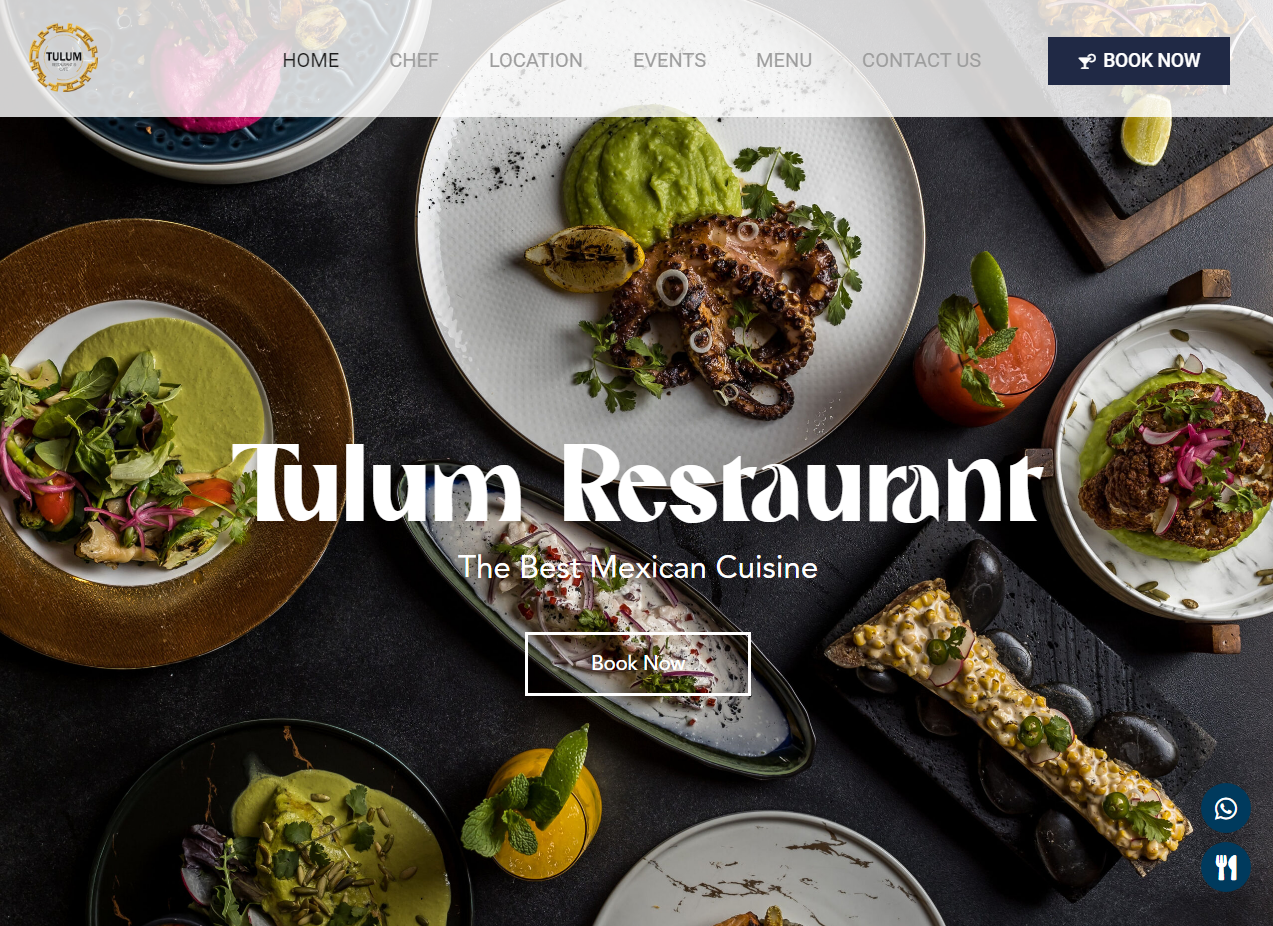 TULUM
HOME
CHEF
LOCATION
EVENTS
MENU
CONTACT US
BOOK NOW
Tulum Restaurant
The Best Mexican Cuisine
Book Now